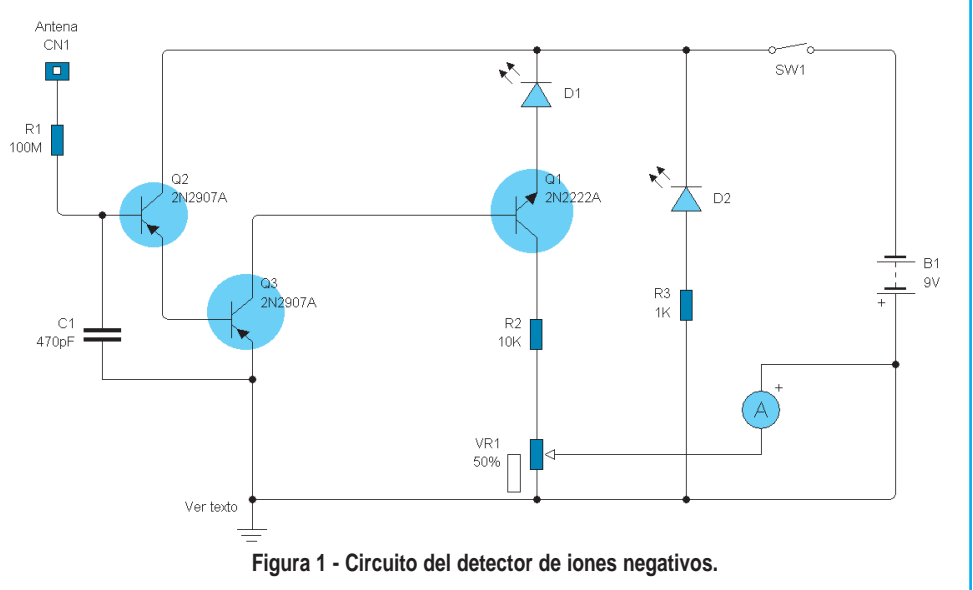 Antena
CN1
SW1
D1
R1
100M
Q2
2N2907A
Q1
2N2222A
D2
B1
9V
+
Q3
2N2907A
R3
1K
C1
470pF
R2
10K
+
A
VR1
50%
Ver texto
Figura 1 - Circuito del detector de iones negativos.